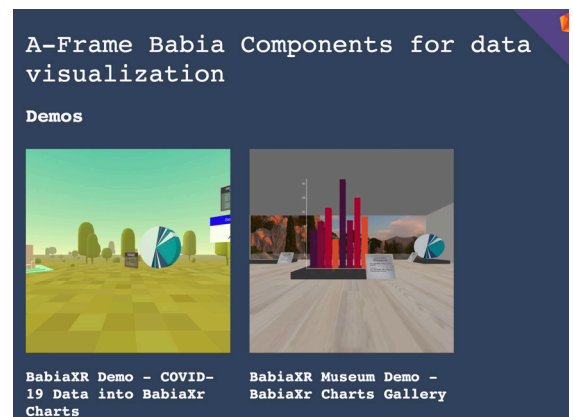 A-Frame Babia Components for data
visualization
Demos
BabiaXR Demo - COVID-
19 Data into BabiaXr
Charts
BabiaXR Museum Demo -
BabiaXr Charts Gallery